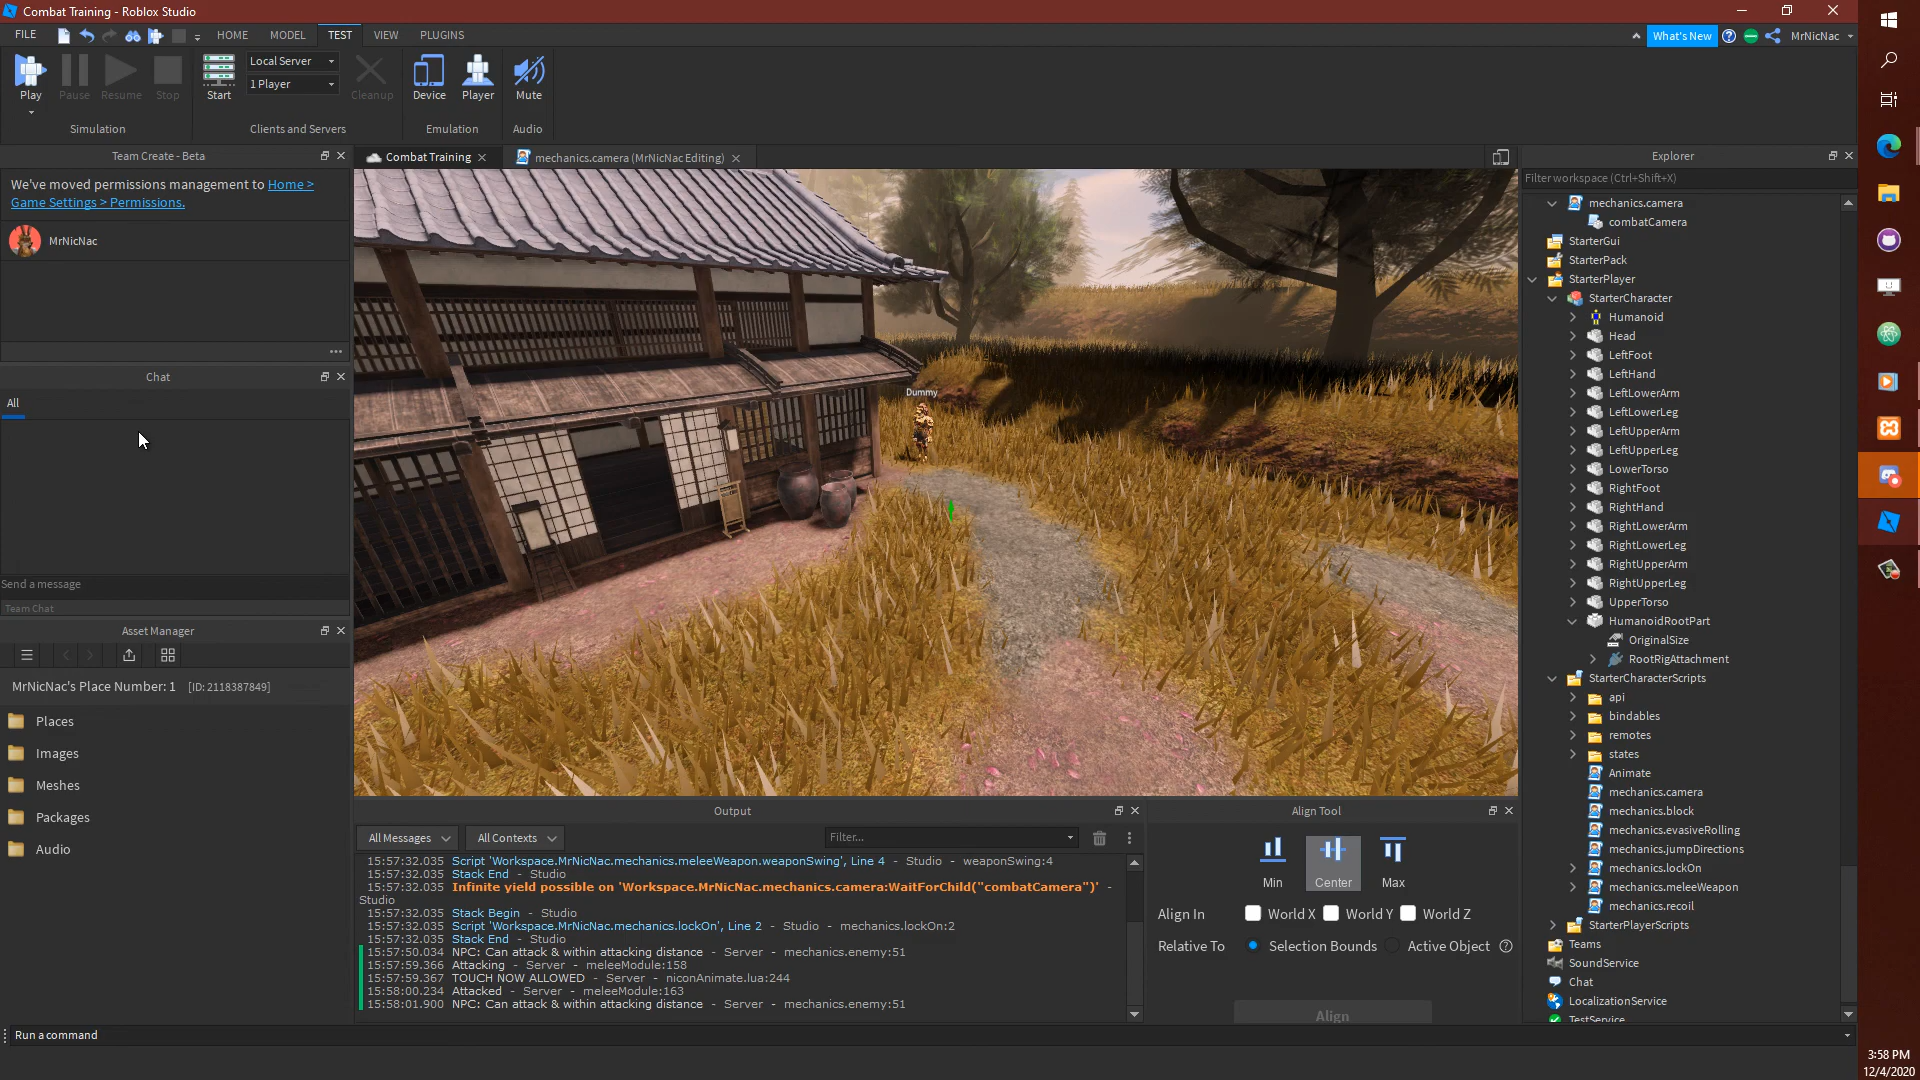 Combat Training - Roblox Studio
FILE
HOME
MODEL
TEST
VIEW
PLUGINS
What's New
MrNicNac
Play
Pause
Resume
Stop
Start
Local Server
1 Player
Cleanup
Device
Player
Mute
Simulation
Clients and Servers
Emulation
Audio
Team Create - Beta
We've moved permissions management to Home >
Game Settings > Permissions.
MrNicNac
...
Chat
All
Send a message
Team Chat
Asset Manager
MrNicNac's Place Number: 1 [ID: 2118387849]
Places
Images
Meshes
Packages
Audio
Combat Training
mechanics.camera (MrNicNac Editing)
Dummy
Output
All Messages
All Contexts
Filter...
15:57:32.035 Script 'Workspace.MrNicNac.mechanics.meleeWeapon.weaponSwing', Line 4 - Studio - weaponSwing:4
15:57:32.035 Stack End - Studio
15:57:32.035 Infinite yield possible on 'Workspace.MrNicNac.mechanics.camera:WaitForChild("combatCamera")' -
Studio
15:57:32.035 Stack Begin - Studio
15:57:32.035 Script 'Workspace.MrNicNac.mechanics.lockOn', Line 2 - Studio - mechanics.lockOn:2
15:57:32.035 Stack End - Studio
15:57:50.034 NPC: Can attack & within attacking distance - Server - mechanics.enemy:51
15:57:59.366 Attacking - Server - meleeModule:158
15:57:59.367 TOUCH NOW ALLOWED - Server - niconAnimate.lua:244
15:58:00.234 Attacked - Server - meleeModule:163
15:58:01.900 NPC: Can attack & within attacking distance - Server - mechanics.enemy:51
Align Tool
Min
Center
Max
Align In
World X
World Y
World Z
Relative To
Selection Bounds
Active Object
Align
Explorer
Filter workspace (Ctrl+Shift+X)
mechanics.camera
combatCamera
StarterGui
StarterPack
StarterPlayer
StarterCharacter
Humanoid
Head
LeftFoot
LeftHand
LeftLowerArm
LeftLowerLeg
LeftUpperArm
LeftUpperLeg
LowerTorso
RightFoot
RightHand
RightLowerArm
RightLowerLeg
RightUpperArm
RightUpperLeg
UpperTorso
HumanoidRootPart
OriginalSize
RootRigAttachment
StarterCharacterScripts
api
bindables
remotes
states
Animate
mechanics.camera
mechanics.block
mechanics.evasiveRolling
mechanics.jumpDirections
mechanics.lockOn
mechanics.meleeWeapon
mechanics.recoil
StarterPlayerScripts
Teams
SoundService
Chat
LocalizationService
TestService
Run a command
3:58 PM
12/4/2020